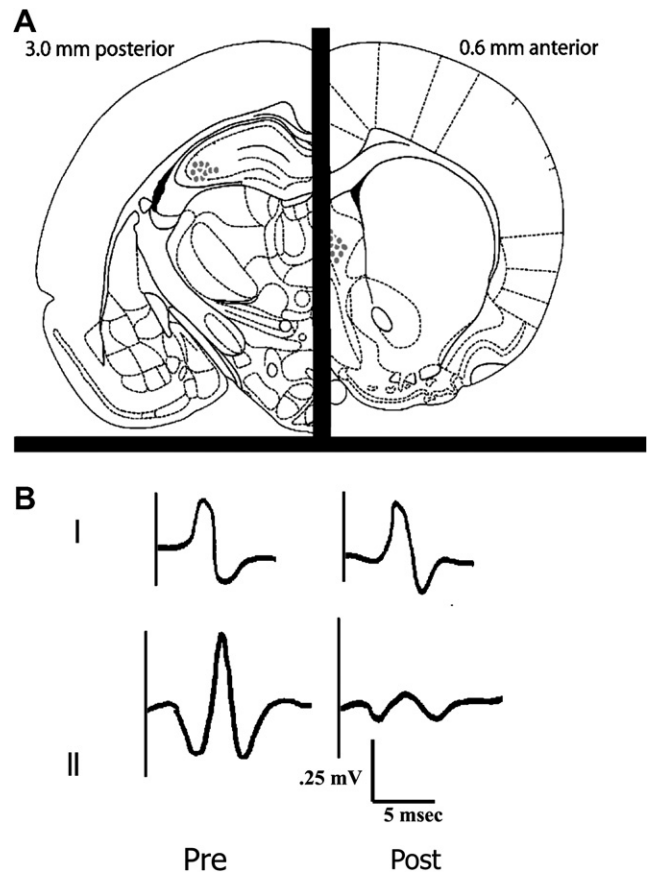 A
3.0 mm posterior
0.6 mm anterior
B
I
II
.25 mV
5 msec
Pre
Post